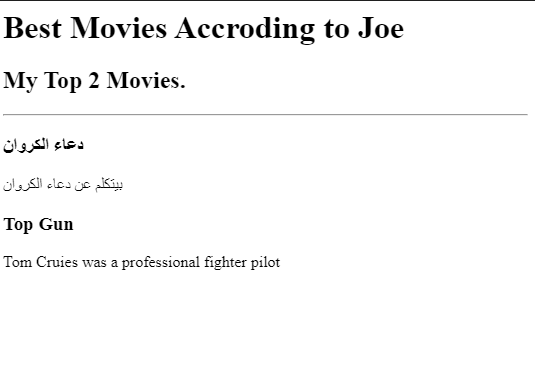 Best Movies Accroding to Joe
My Top 2 Movies.
دعاء الكروان
بيتكلم عن دعاء الكروان
Top Gun
Tom Cruies was a professional fighter pilot